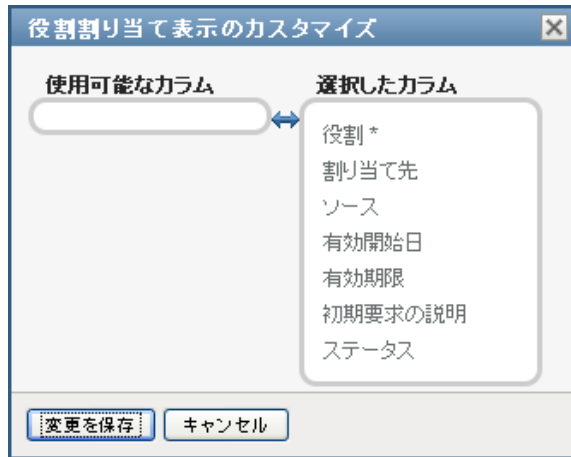 役割割り当て表示のカスタマイズ
使用可能なカラム
選択したカラム
役割 *
割り当て先
ソース
有効開始日
有効期限
初期要求の説明
ステータス
変更を保存
キャンセル